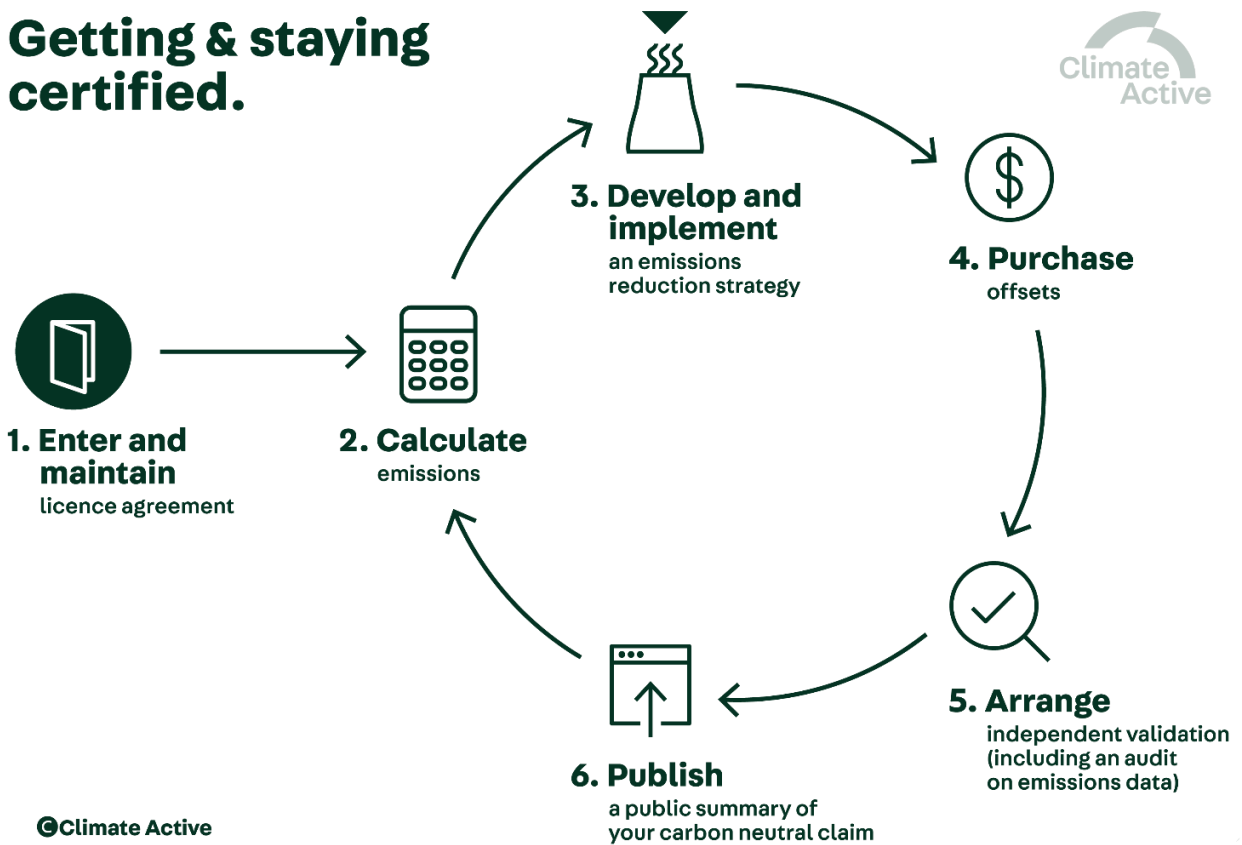 Getting & staying
certified.
Climate
Active
3. Develop and
implement
an emissions
reduction strategy
$
4. Purchase
offsets
1. Enter and
maintain
licence agreement
2. Calculate
emissions
5. Arrange
independent validation
(including an audit
on emissions data)
6. Publish
a public summary of
your carbon neutral claim
©Climate Active